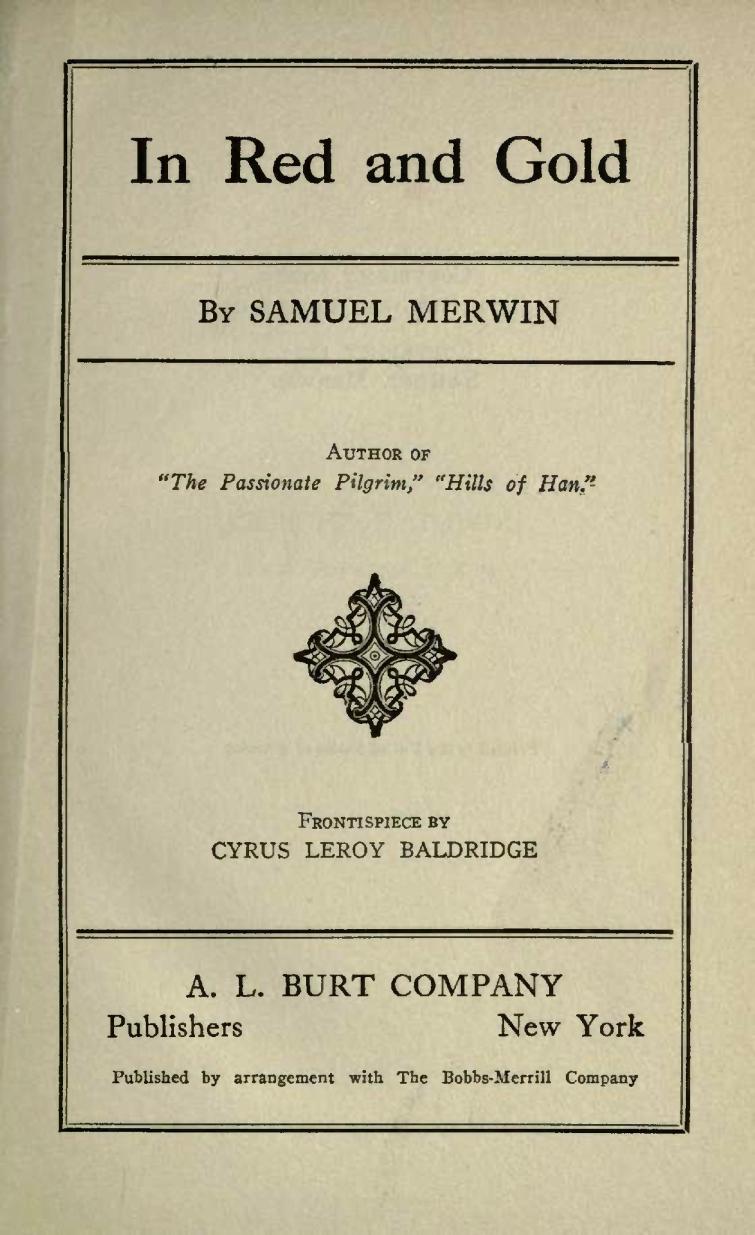 In Red and Gold
By SAMUEL MERWIN
AUTHOR OF
"The Passionate Pilgrim," "Hills of Han."
FRONTISPIECE BY
CYRUS LEROY BALDRIDGE
A. L. BURT COMPANY
Publishers New York
Published by arrangement with The Bobbs-Merrill Company